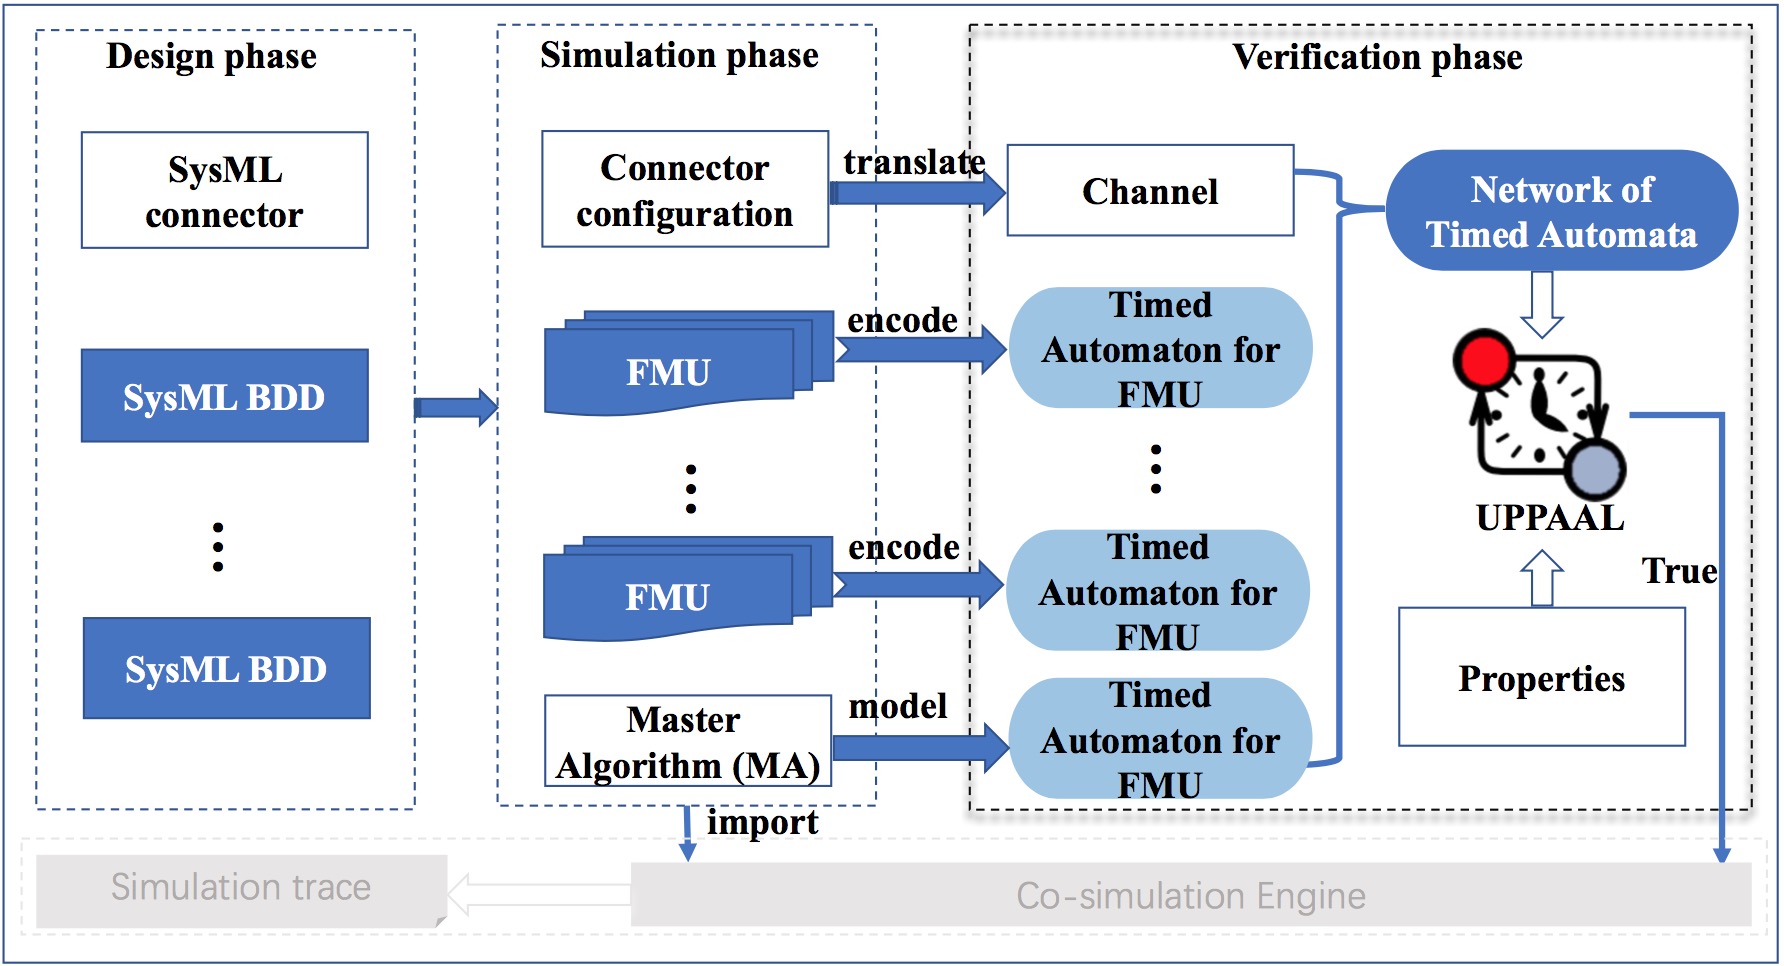 Design phase
SysML
connector
SysML BDD
SysML BDD
Simulation phase
Connector
configuration
FMU
FMU
Master
Algorithm (MA)
translate
encode
encode
model
import
Verification phase
Channel
Timed
Automaton for
FMU
Timed
Automaton for
FMU
Timed
Automaton for
FMU
Network of
Timed Automata
UPPAAL
True
Properties
Simulation trace
Co-simulation Engine